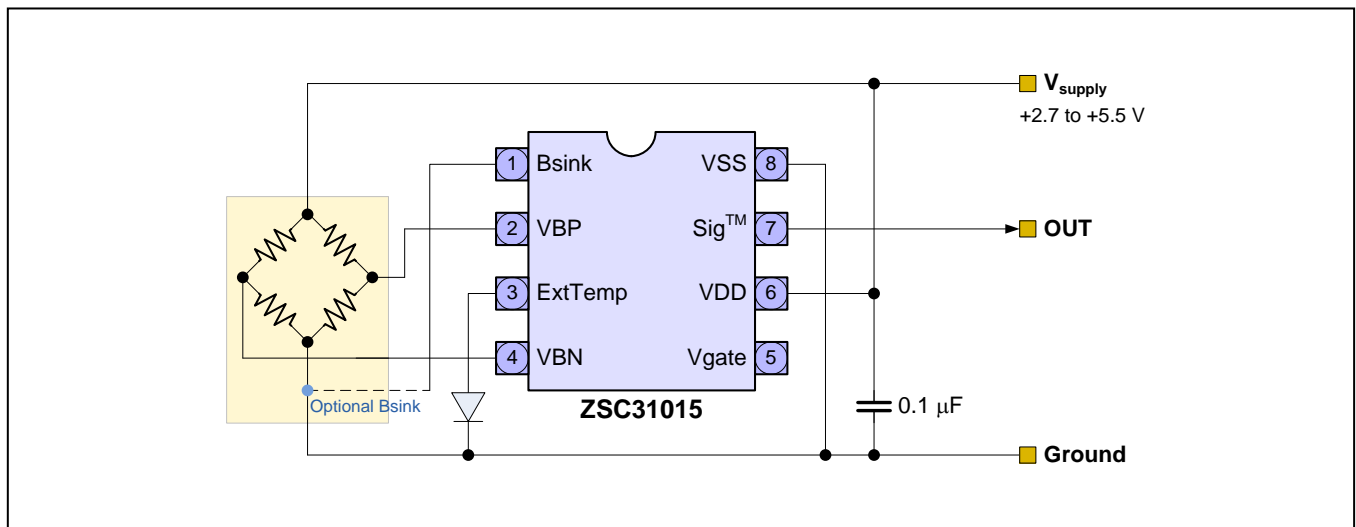 V_supply
+2.7 to +5.5 V
1 Bsink
VSS 8
2 VBP
Sig™ 7
OUT
3 ExtTemp
VDD 6
4 VBN
Vgate 5
Optional Bsink
ZSC31015
0.1 μF
Ground